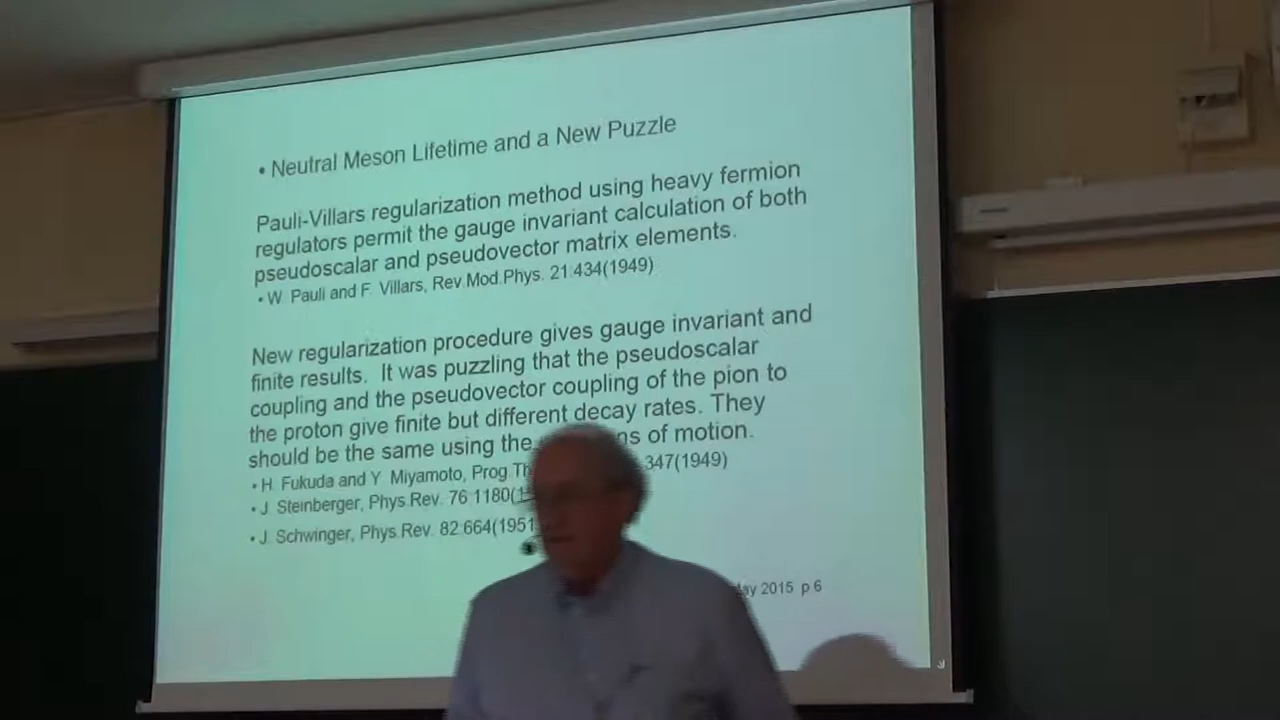 • Neutral Meson Lifetime and a New Puzzle
Pauli-Villars regularization method using heavy fermion
regulators permit the gauge invariant calculation of both
pseudoscalar and pseudovector matrix elements.
• W. Pauli and F. Villars, Rev.Mod.Phys. 21:434(1949)
New regularization procedure gives gauge invariant and
finite results. It was puzzling that the pseudoscalar
coupling and the pseudovector coupling of the pion to
the proton give finite but different decay rates. They
should be the same using the ns of motion.
• H. Fukuda and Y. Miyamoto, Prog.Th 347(1949)
• J. Steinberger, Phys.Rev. 76:1180(1
• J. Schwinger, Phys.Rev. 82:664(1951
May 2015 p 6